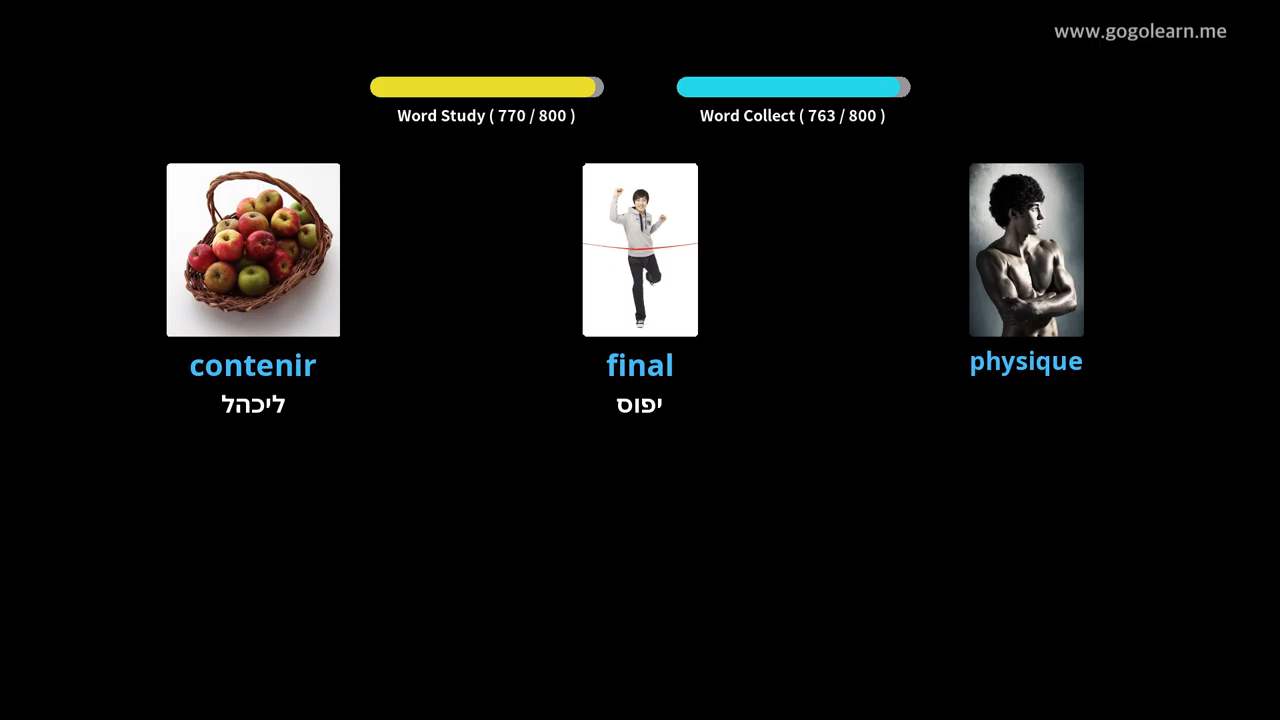 www.gogolearn.me
Word Study ( 770 / 800 )
Word Collect ( 763 / 800 )
contenir
final
physique
ליכהל
יפוס